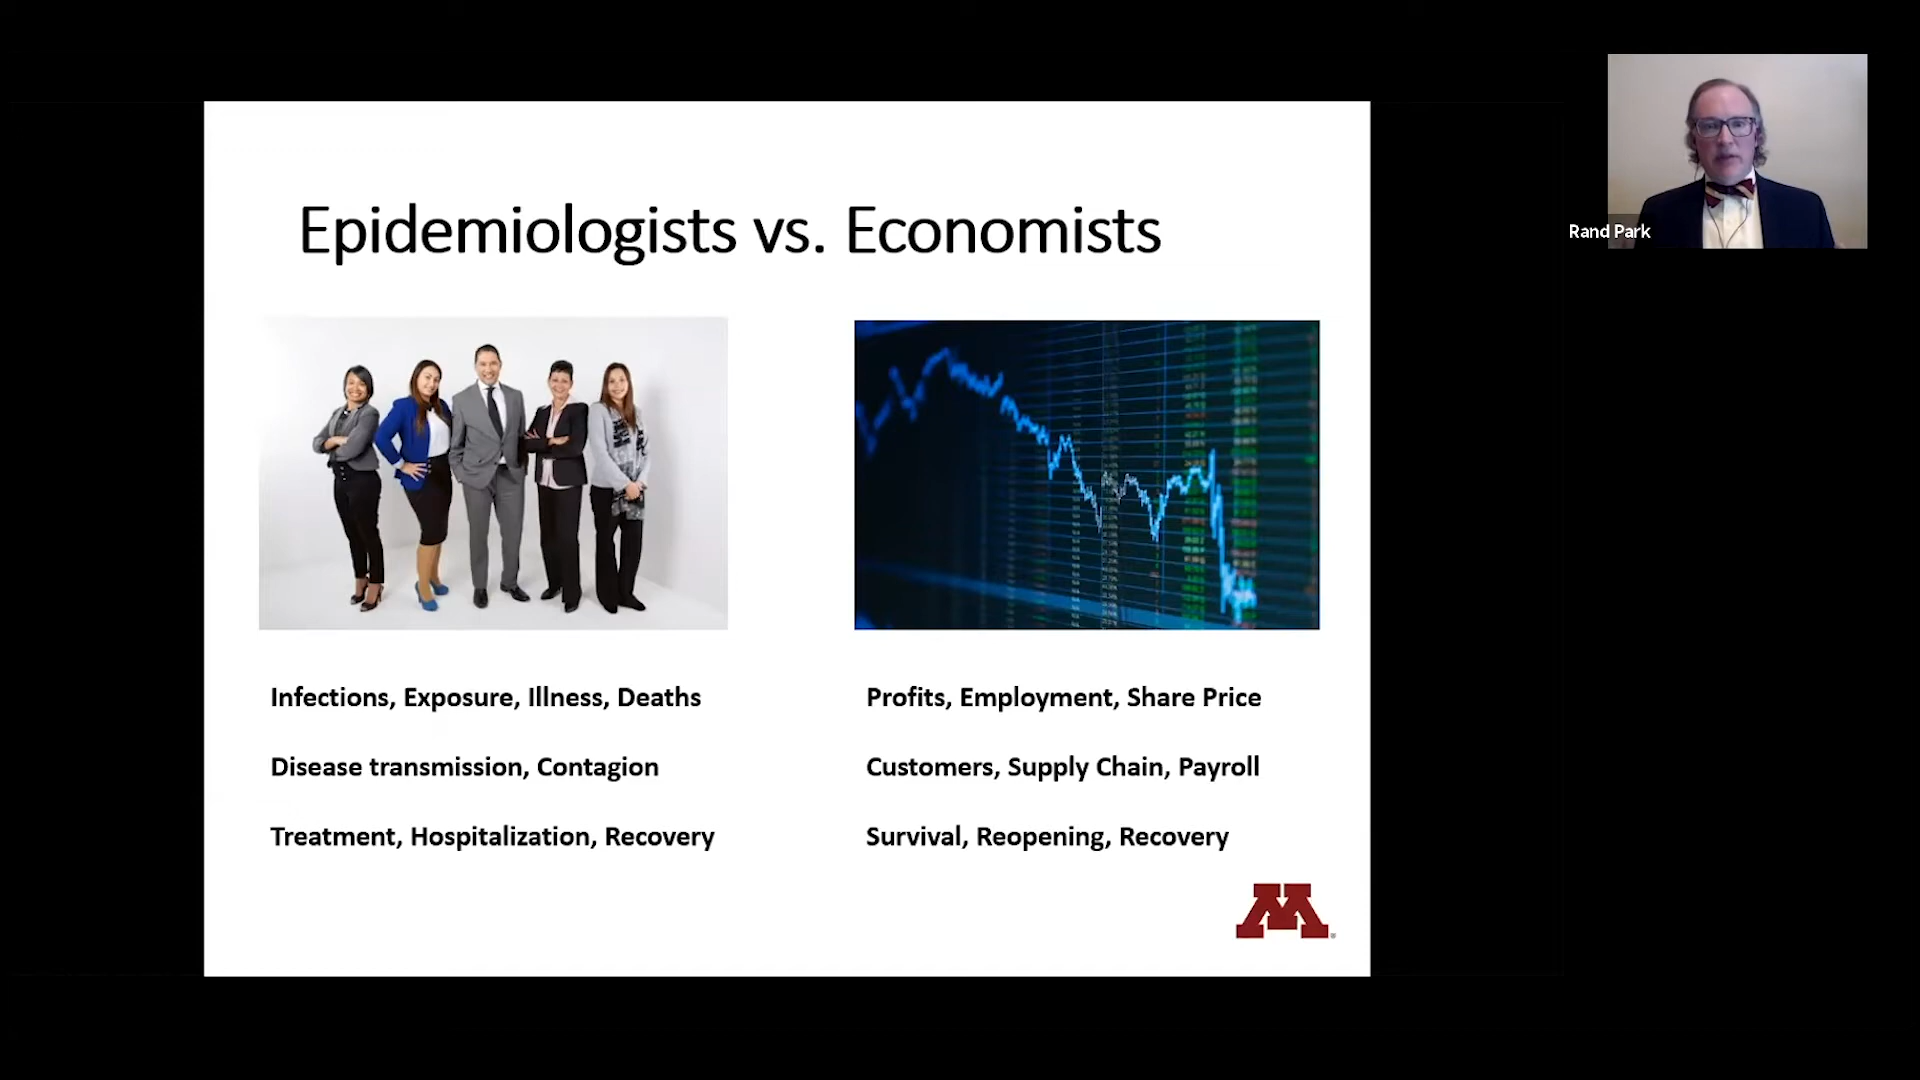 Epidemiologists vs. Economists
Rand Park
Infections, Exposure, Illness, Deaths
Disease transmission, Contagion
Treatment, Hospitalization, Recovery
Profits, Employment, Share Price
Customers, Supply Chain, Payroll
Survival, Reopening, Recovery
M